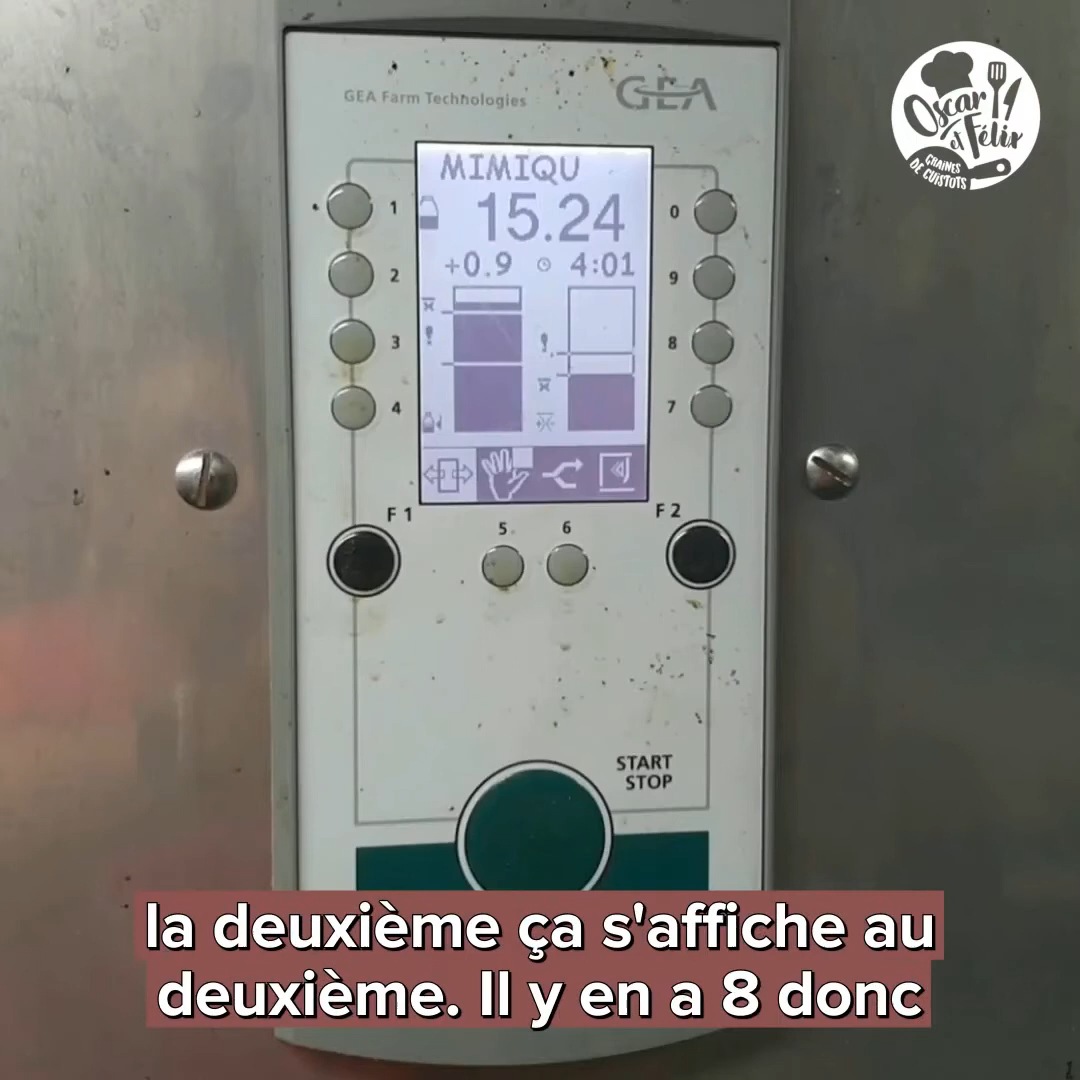 GEA Farm Technologies
GEA
Oscar
et Félix
GRAINES
DE CUISTOTS
MIMIQU
15.24
+0.9 4:01
1
2
3
4
0
9
8
7
F 1
5
6
F 2
START
STOP
la deuxième ça s'affiche au
deuxième. Il y en a 8 donc